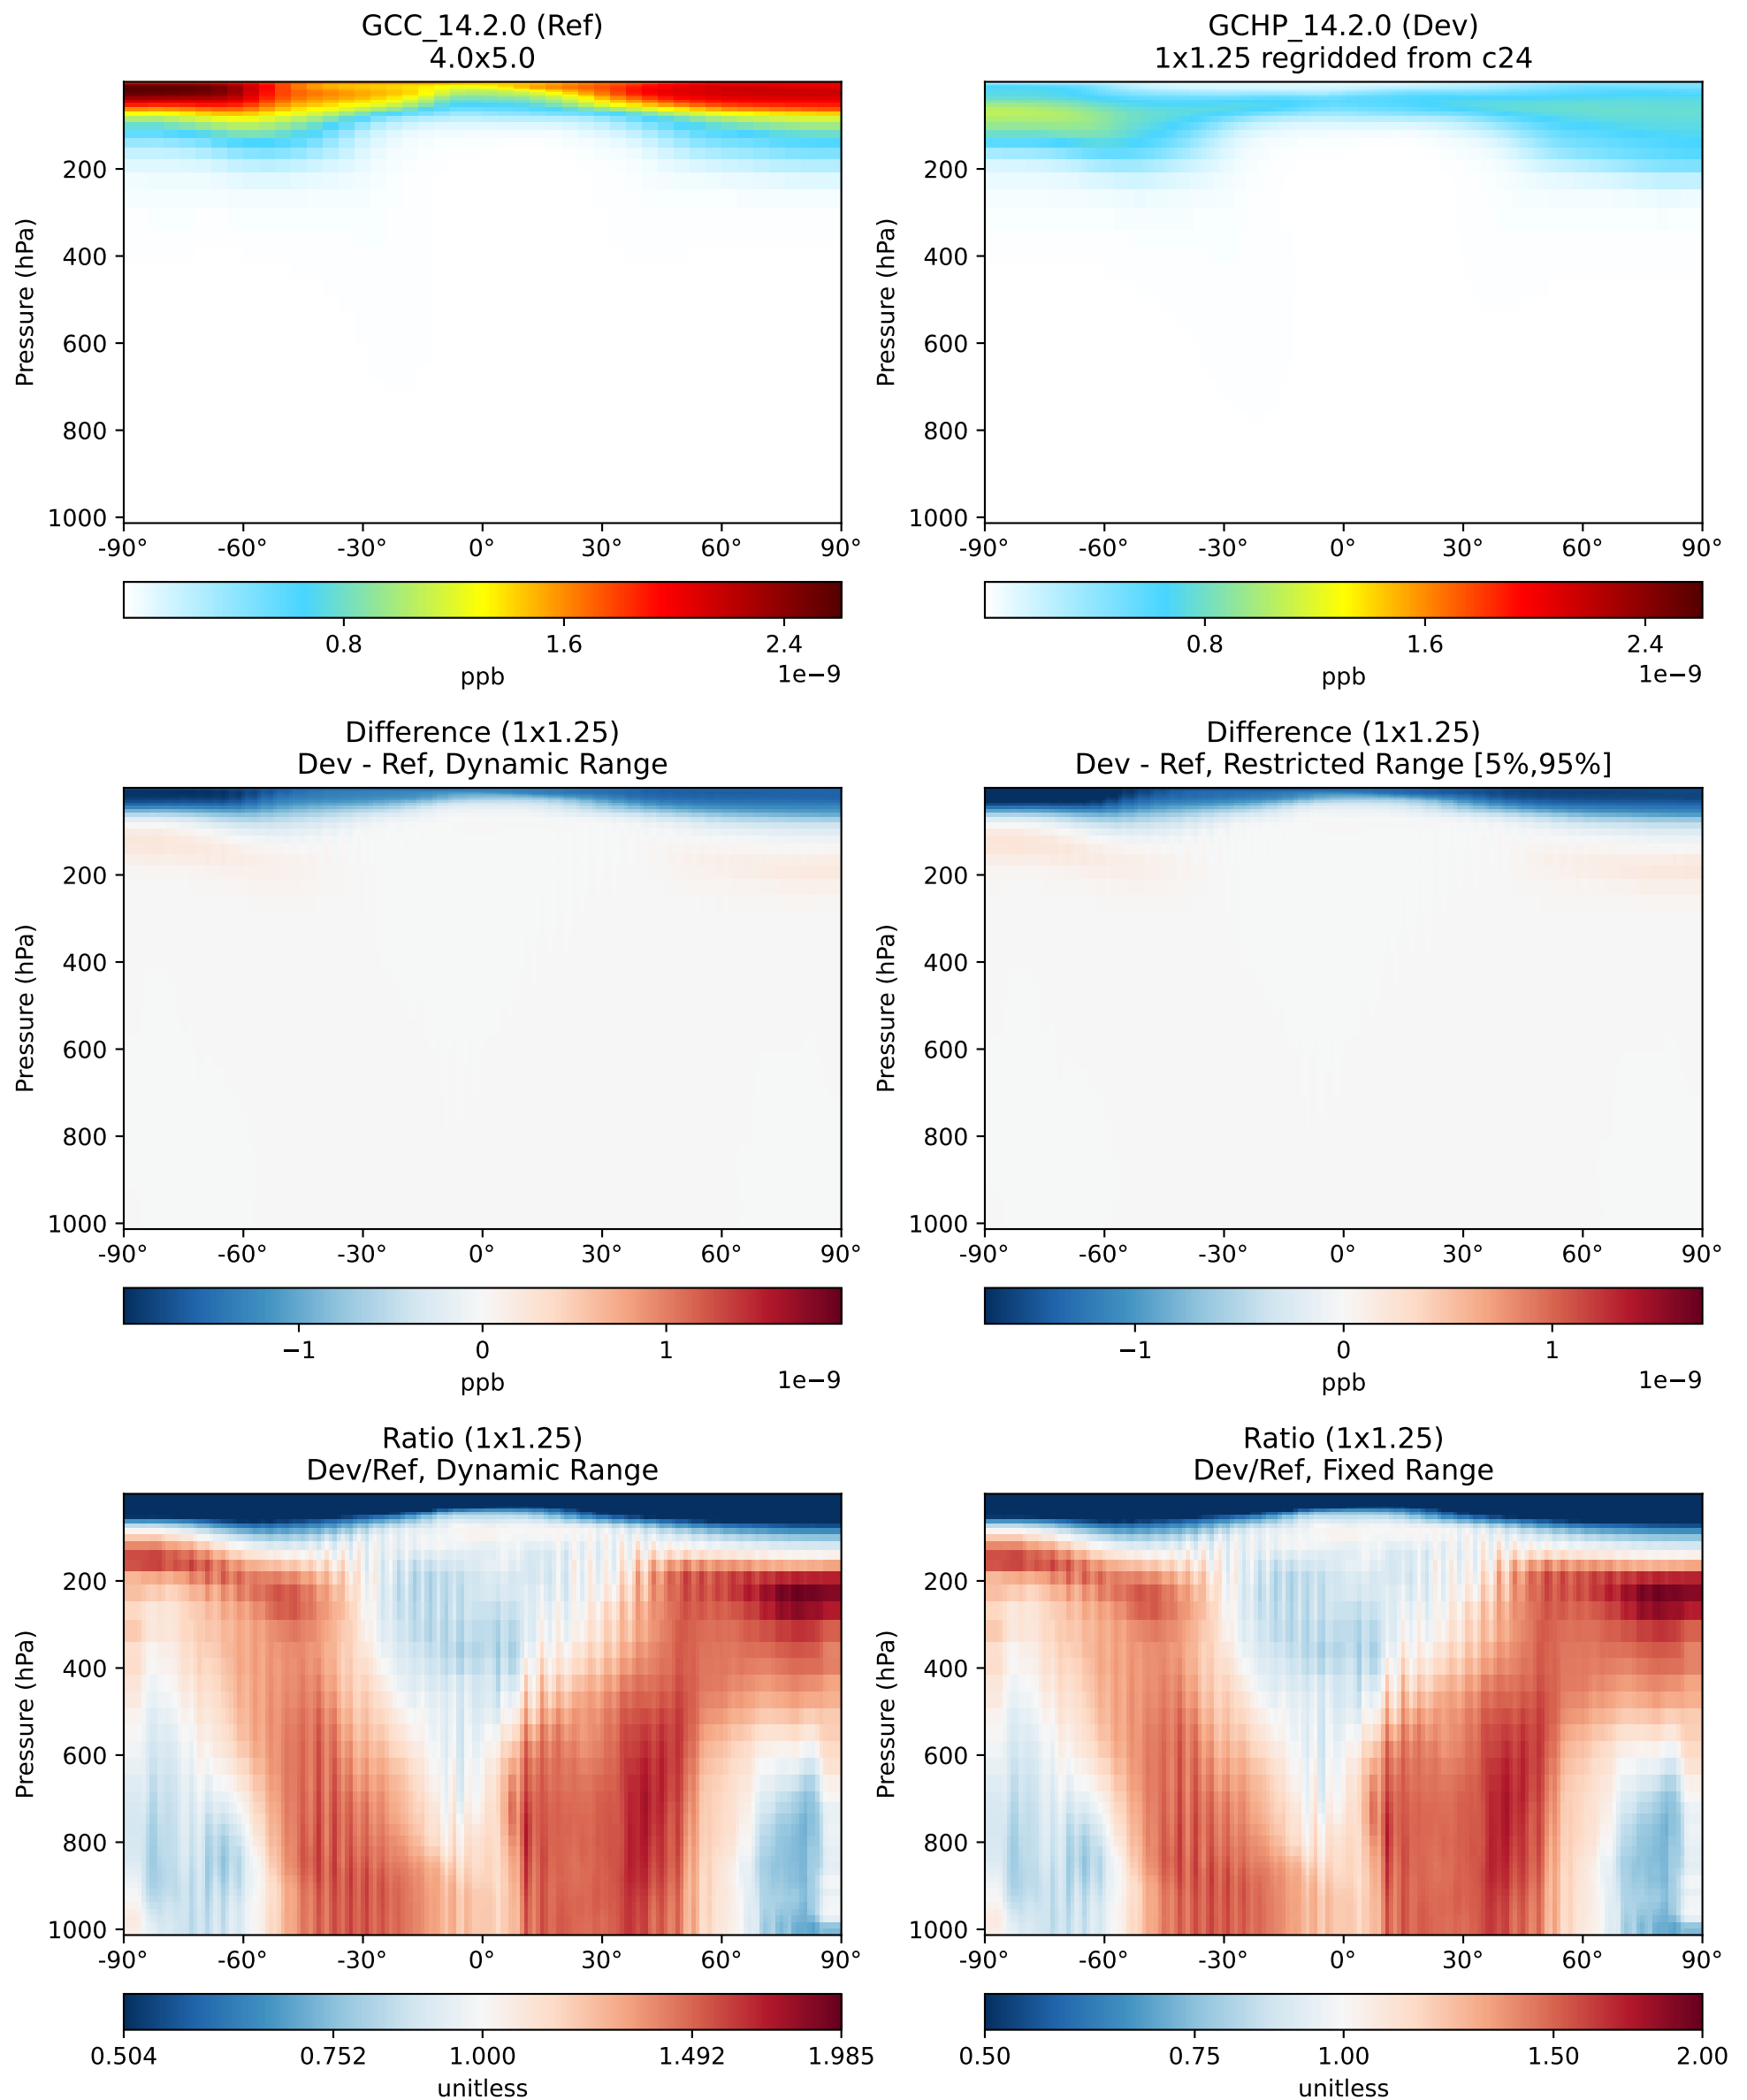 GCC_14.2.0 (Ref)
4.0x5.0
Pressure (hPa)
200
400
600
800
1000
-90° -60° -30° 0° 30° 60° 90°
0.8 1.6 2.4
1e−9
ppb
GCHP_14.2.0 (Dev)
1x1.25 regridded from c24
Pressure (hPa)
200
400
600
800
1000
-90° -60° -30° 0° 30° 60° 90°
0.8 1.6 2.4
1e−9
ppb
Difference (1x1.25)
Dev - Ref, Dynamic Range
Pressure (hPa)
200
400
600
800
1000
-90° -60° -30° 0° 30° 60° 90°
−1 0 1
1e−9
ppb
Difference (1x1.25)
Dev - Ref, Restricted Range [5%,95%]
Pressure (hPa)
200
400
600
800
1000
-90° -60° -30° 0° 30° 60° 90°
−1 0 1
1e−9
ppb
Ratio (1x1.25)
Dev/Ref, Dynamic Range
Pressure (hPa)
200
400
600
800
1000
-90° -60° -30° 0° 30° 60° 90°
0.504 0.752 1.000 1.492 1.985
unitless
Ratio (1x1.25)
Dev/Ref, Fixed Range
Pressure (hPa)
200
400
600
800
1000
-90° -60° -30° 0° 30° 60° 90°
0.50 0.75 1.00 1.50 2.00
unitless